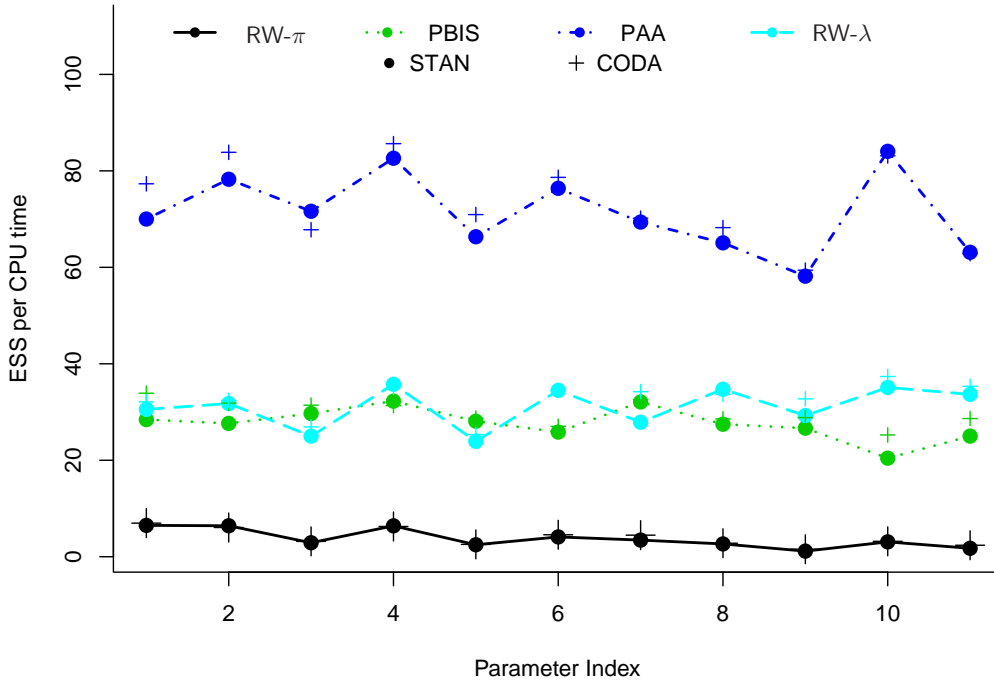 RW-π PBIS PAA RW-λ
STAN CODA
100
80
60
40
20
0
ESS per CPU time
2 4 6 8 10
Parameter Index